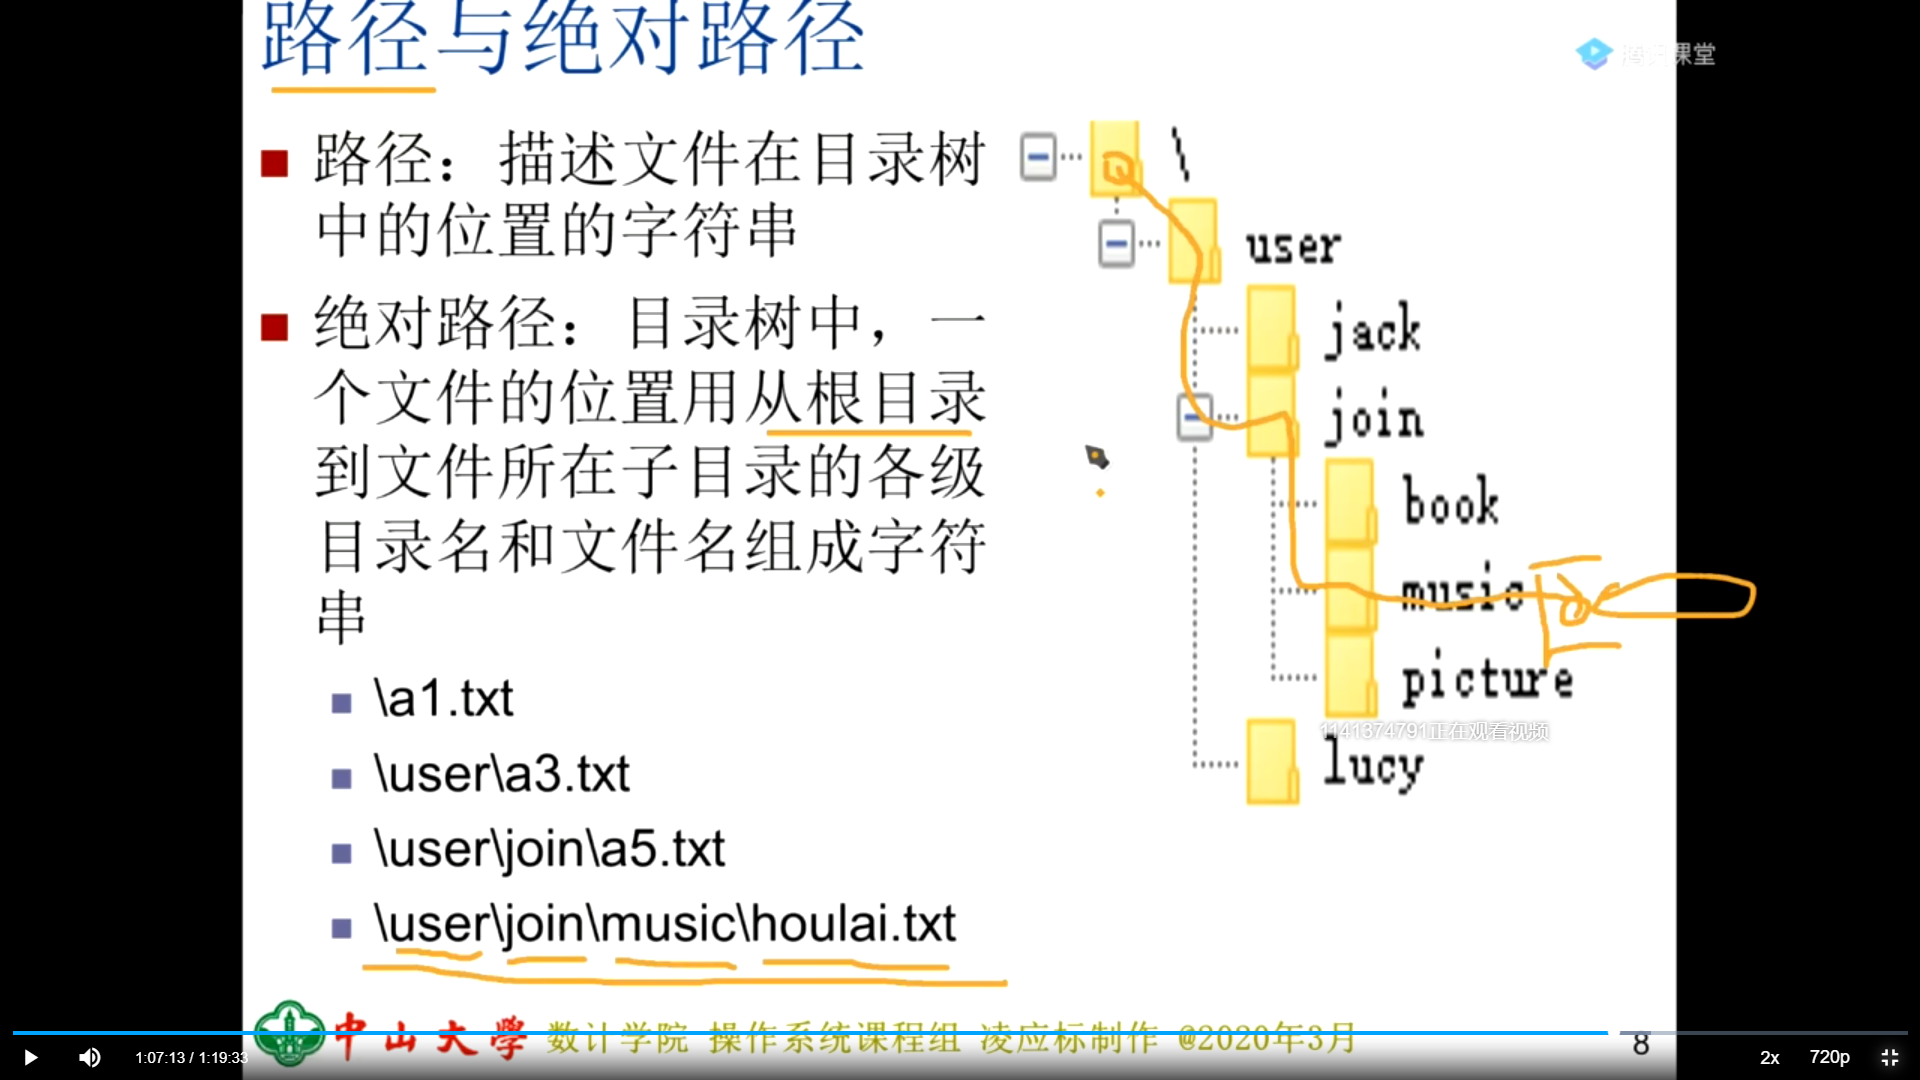 路径与绝对路径
腾讯课堂
路径：描述文件在目录树
中的位置的字符串
绝对路径：目录树中，一
个文件的位置用从根目录
到文件所在子目录的各级
目录名和文件名组成字符
串
\a1.txt
\user\a3.txt
\user\join\a5.txt
\user\join\music\houlai.txt
\
user
jack
join
book
music
picture
1141374791正在观看视频
lucy
中山大学 数计学院 操作系统课程组 凌应标制作 @2020年3月
8
1:07:13 / 1:19:33
2x
720p